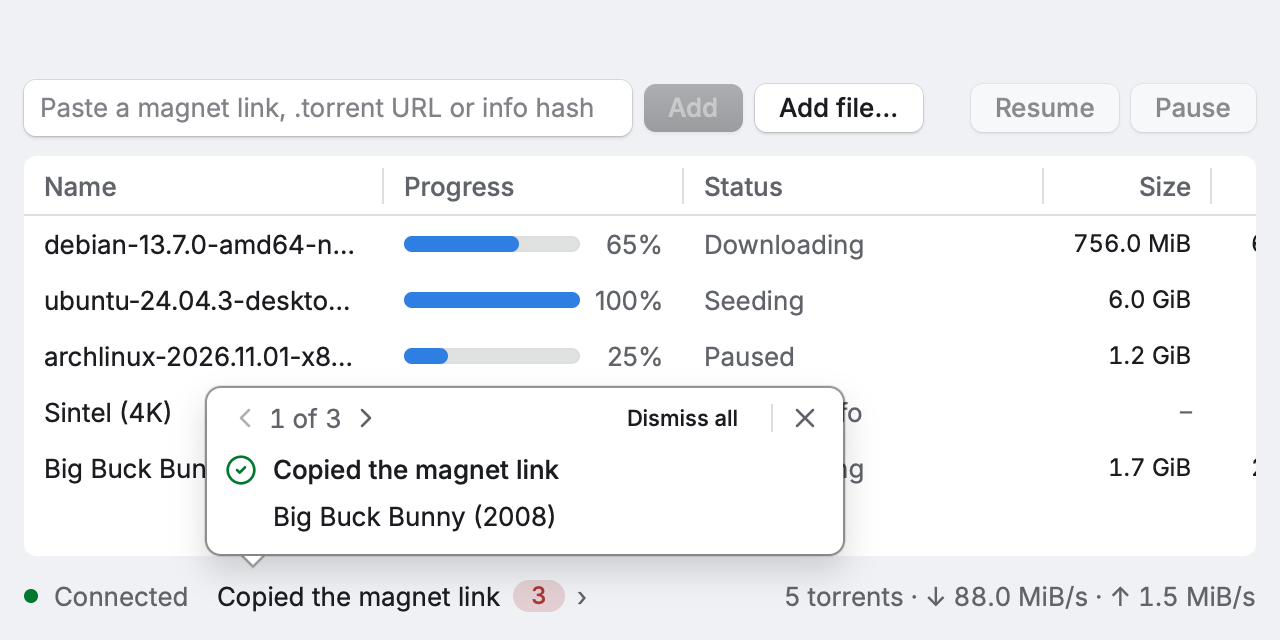 Paste a magnet link, .torrent URL or info hash Add Add file... Resume Pause
Name Progress Status Size
debian-13.7.0-amd64-n... 65% Downloading 756.0 MiB
ubuntu-24.04.3-deskto... 100% Seeding 6.0 GiB
archlinux-2026.11.01-x8... 25% Paused 1.2 GiB
Sintel (4K) –
Big Buck Bun 1.7 GiB
1 of 3 Dismiss all
Copied the magnet link
Big Buck Bunny (2008)
Connected Copied the magnet link 3 › 5 torrents · ↓ 88.0 MiB/s · ↑ 1.5 MiB/s